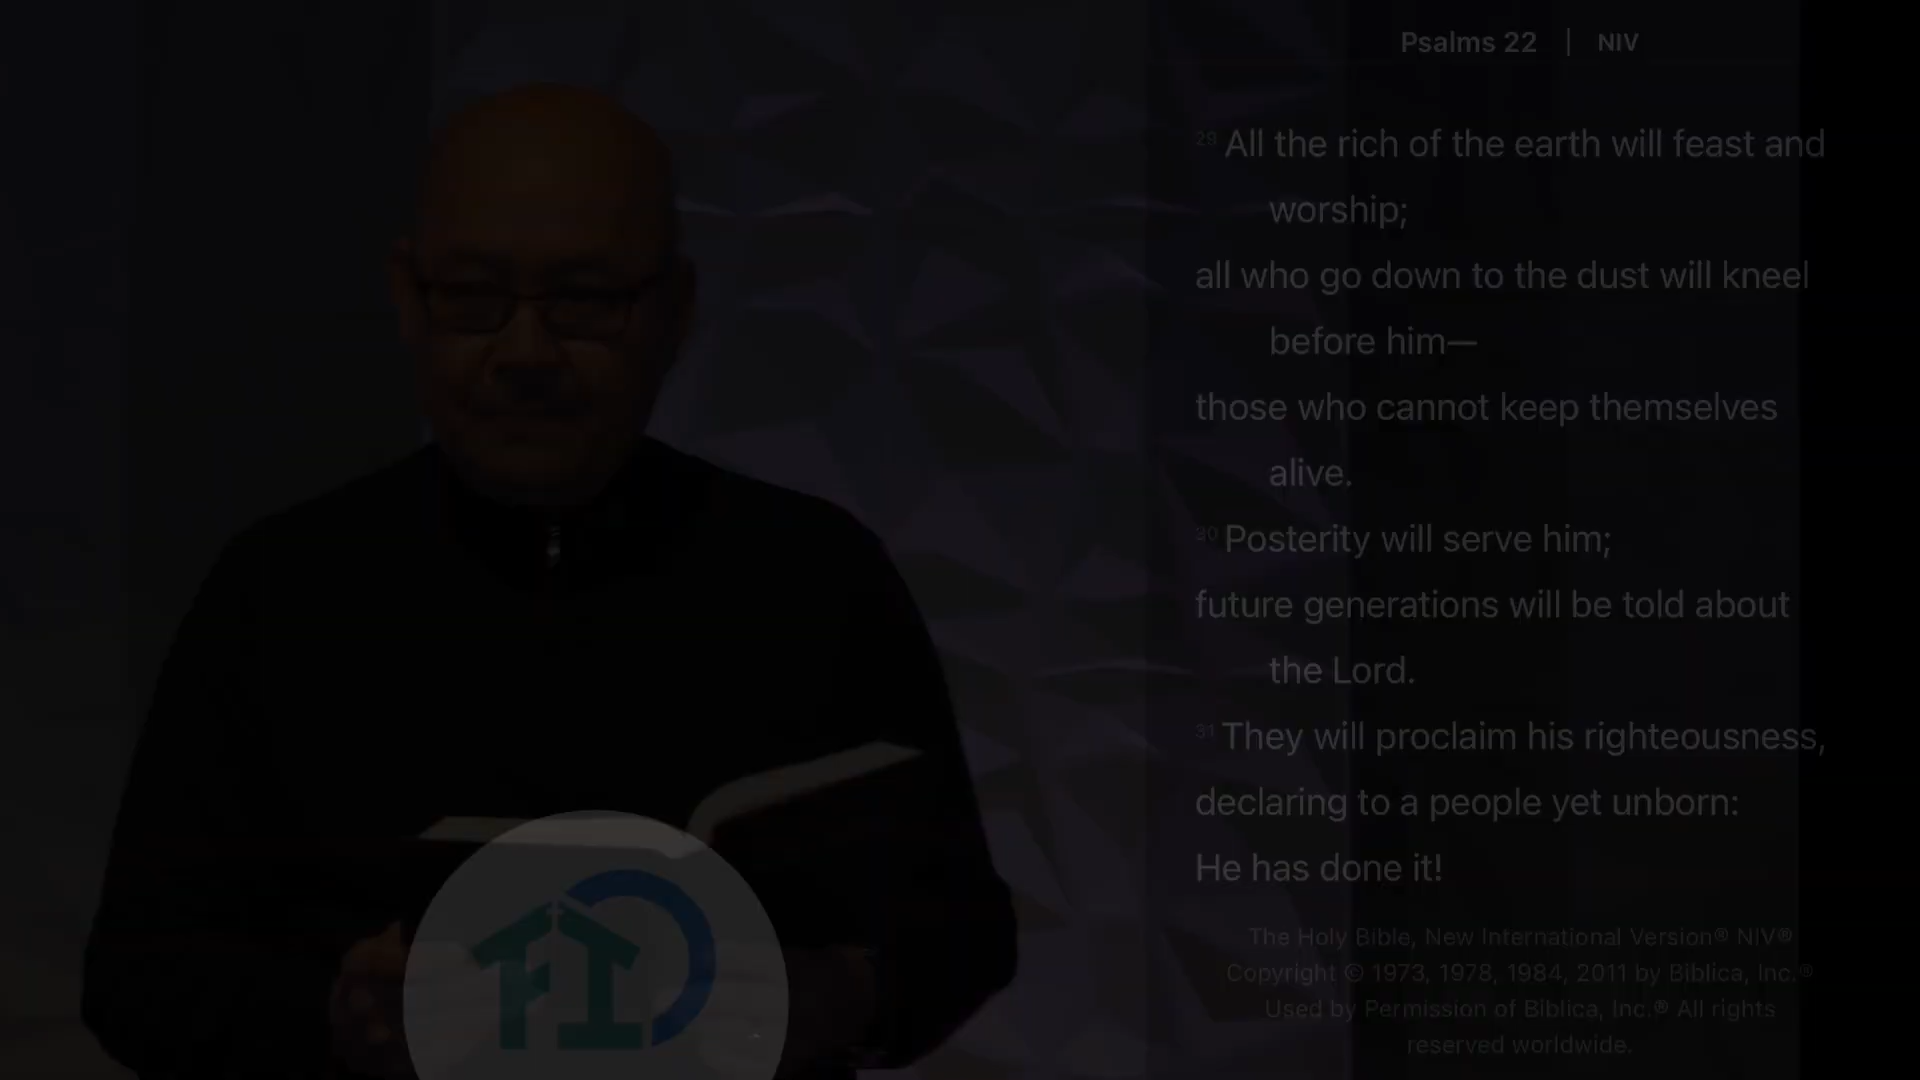 Psalms 22 | NIV
29 All the rich of the earth will feast and
worship;
all who go down to the dust will kneel
before him—
those who cannot keep themselves
alive.
30 Posterity will serve him;
future generations will be told about
the Lord.
31 They will proclaim his righteousness,
declaring to a people yet unborn:
He has done it!
The Holy Bible, New International Version® NIV®
Copyright © 1973, 1978, 1984, 2011 by Biblica, Inc.®
Used by Permission of Biblica, Inc.® All rights
reserved worldwide.